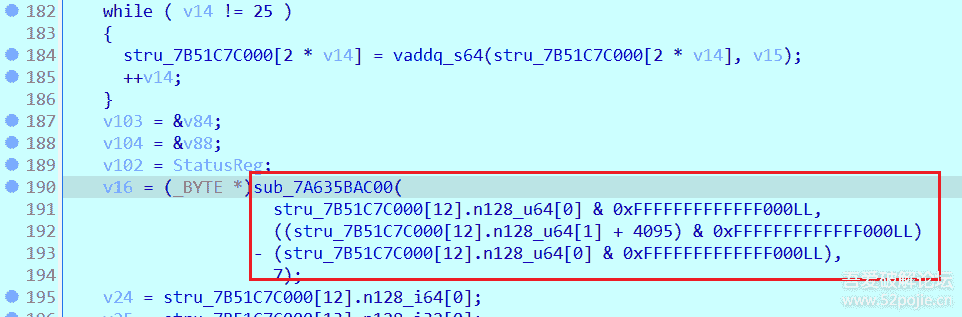 182 while ( v14 != 25 )
183 {
184 stru_7B51C7C000[2 * v14] = vaddq_s64(stru_7B51C7C000[2 * v14], v15);
185 ++v14;
186 }
187 v103 = &v84;
188 v104 = &v88;
189 v102 = StatusReg;
190 v16 = (_BYTE *)sub_7A635BAC00(
191 stru_7B51C7C000[12].n128_u64[0] & 0xFFFFFFFFFFFFF000LL,
192 ((stru_7B51C7C000[12].n128_u64[1] + 4095) & 0xFFFFFFFFFFFFF000LL)
193 - (stru_7B51C7C000[12].n128_u64[0] & 0xFFFFFFFFFFFFF000LL),
194 7);
195 v24 = stru_7B51C7C000[12].n128_i64[0];
吾爱破解论坛
www.52pojie.cn